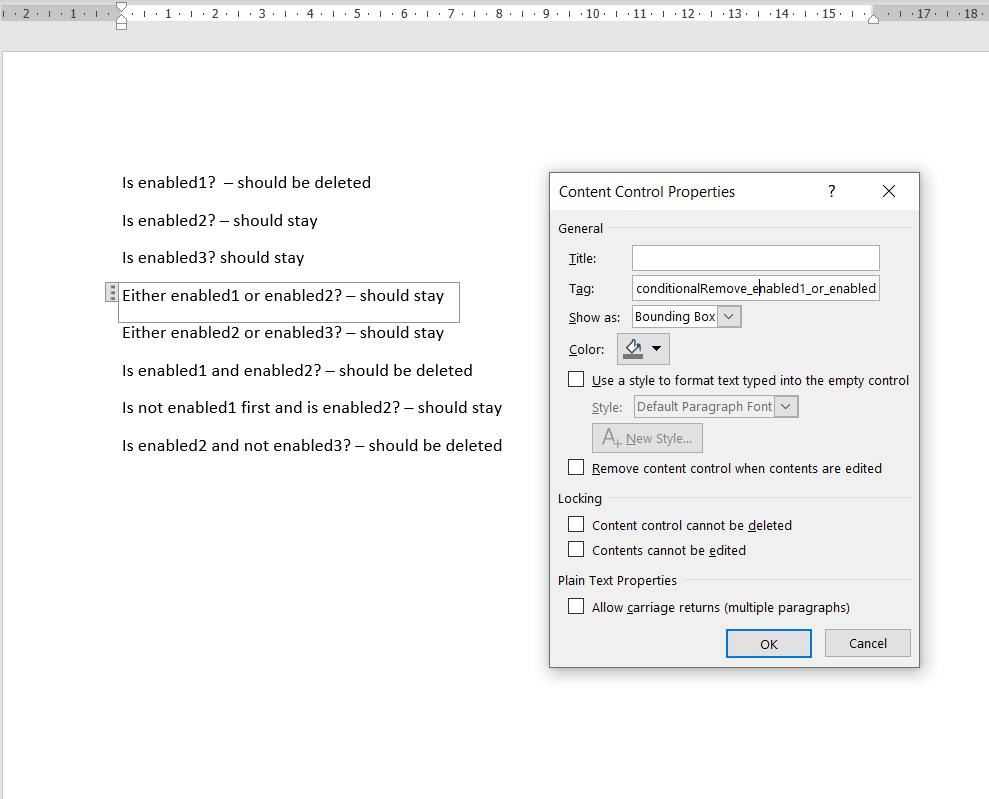 2 1 1 2 3 4 5 6 7 8 9 10 11 12 13 14 15 17 18
Is enabled1?  – should be deleted
Is enabled2? – should stay
Is enabled3? should stay
Either enabled1 or enabled2? – should stay
Either enabled2 or enabled3? – should stay
Is enabled1 and enabled2? – should be deleted
Is not enabled1 first and is enabled2? – should stay
Is enabled2 and not enabled3? – should be deleted
Content Control Properties ?
General
Title:
Tag: conditionalRemove_enabled1_or_enabled
Show as: Bounding Box
Color:
Use a style to format text typed into the empty control
Style: Default Paragraph Font
A+ New Style...
Remove content control when contents are edited
Locking
Content control cannot be deleted
Contents cannot be edited
Plain Text Properties
Allow carriage returns (multiple paragraphs)
OK Cancel